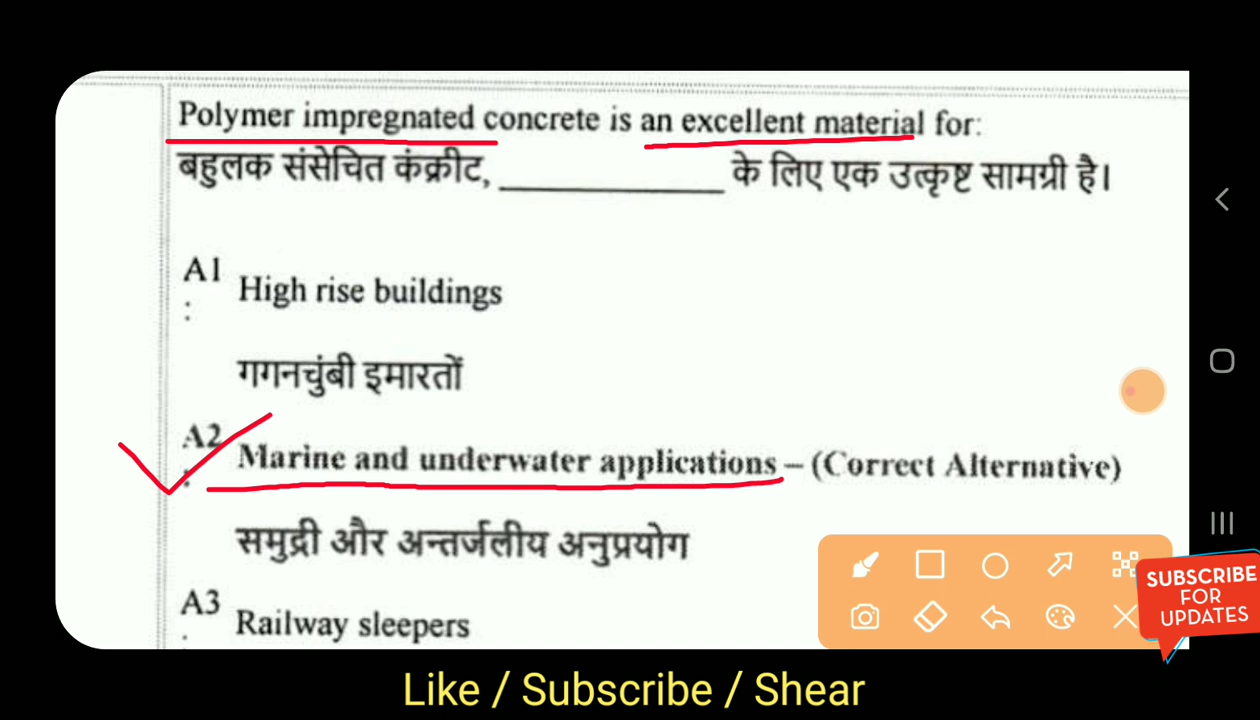 Polymer impregnated concrete is an excellent material for:
बहुलक संसेचित कंक्रीट, ____________ के लिए एक उत्कृष्ट सामग्री है।
A1
:
High rise buildings
गगनचुंबी इमारतों
A2
:
Marine and underwater applications – (Correct Alternative)
समुद्री और अन्तर्जलीय अनुप्रयोग
A3
Railway sleepers
SUBSCRIBE
FOR
UPDATES
Like / Subscribe / Shear